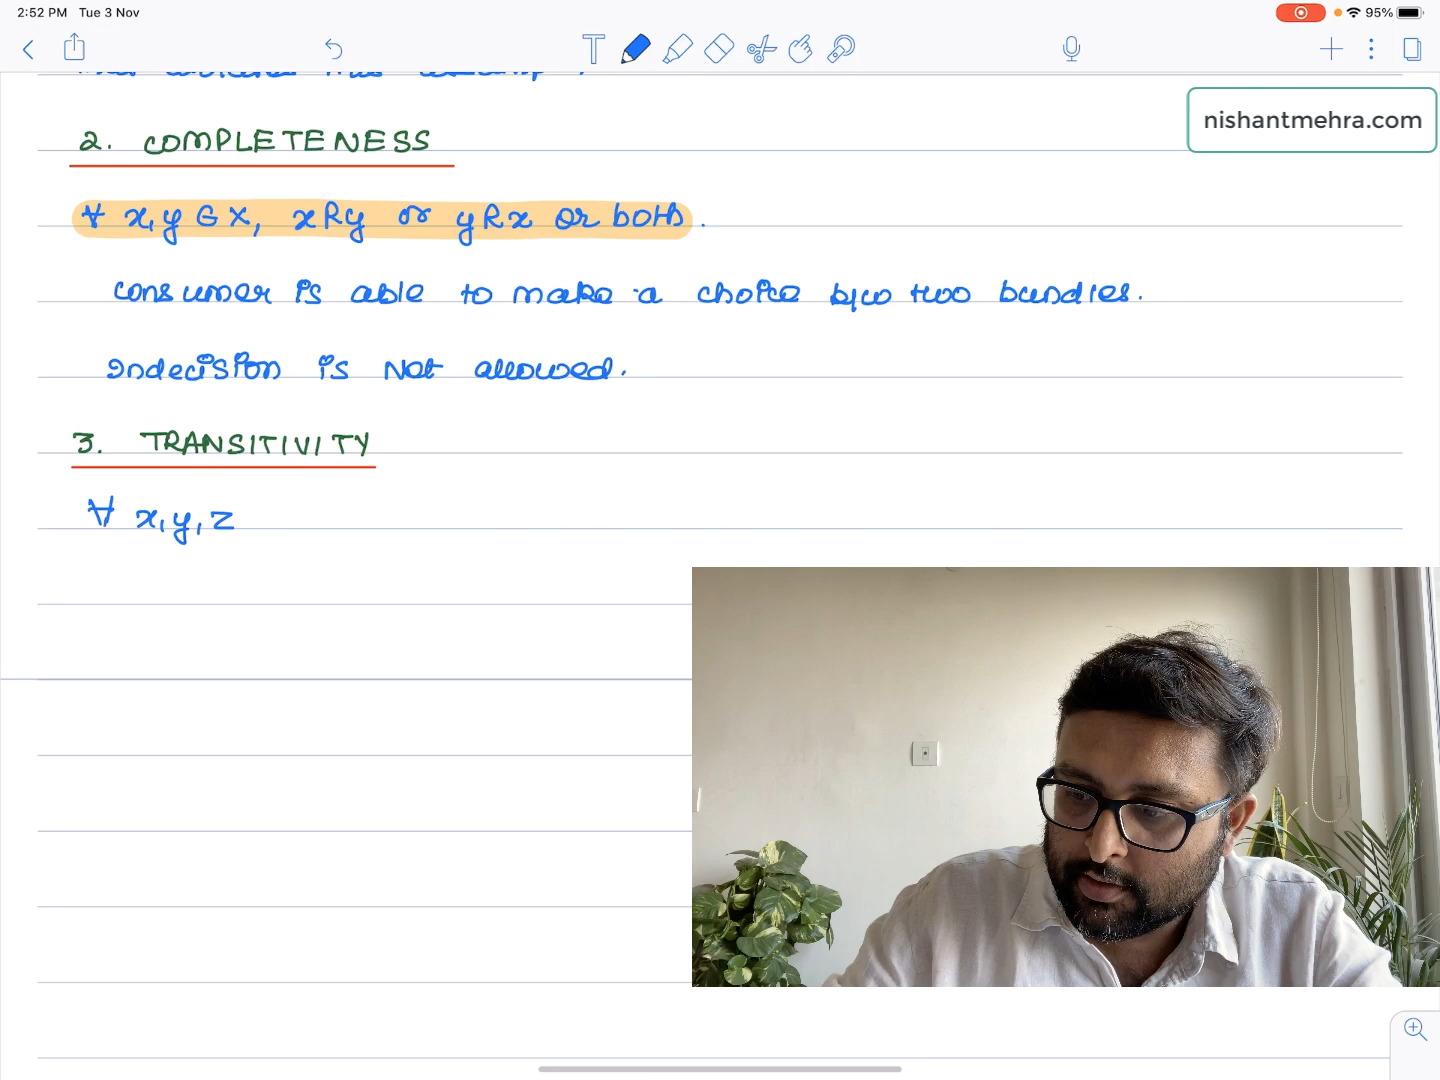 2:52 PM Tue 3 Nov
95%
nishantmehra.com
2. COMPLETENESS
∀ x, y ∈ X, xRy or yRx or both.
consumer is able to make a choice b/w two bundles.
Indecision is Not allowed.
3. TRANSITIVITY
∀ x, y, z